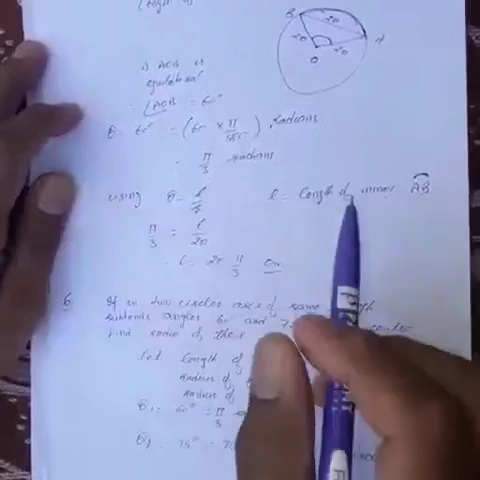 (length
B 20 A
20 20
O
Δ AOB is
equilateral
∠AOB = 60°
θ = 60° = (60 × π/180) Radians
= π/3 radians
using θ = l/r l = length of minor AB
π/3 = l/20
l = 20 π/3 cm
6 If in two circles arcs of same
subtends angles 60 and centre
find ratio of their
Let length of
Radius of
Radius of
θ₁ = 60° = π/3
θ₂ = 75° =